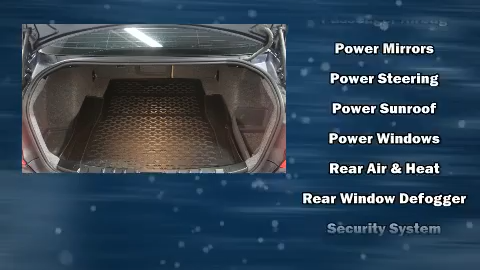 Power Mirrors
Power Steering
Power Sunroof
Power Windows
Rear Air & Heat
Rear Window Defogger
Security System